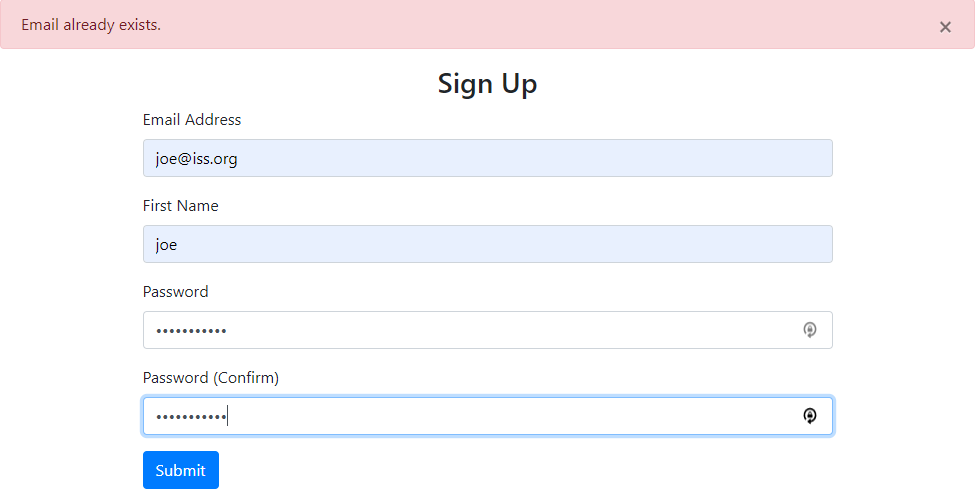 Email already exists.
×
Sign Up
Email Address
joe@iss.org
First Name
joe
Password
•••••••••••
Password (Confirm)
•••••••••••
Submit